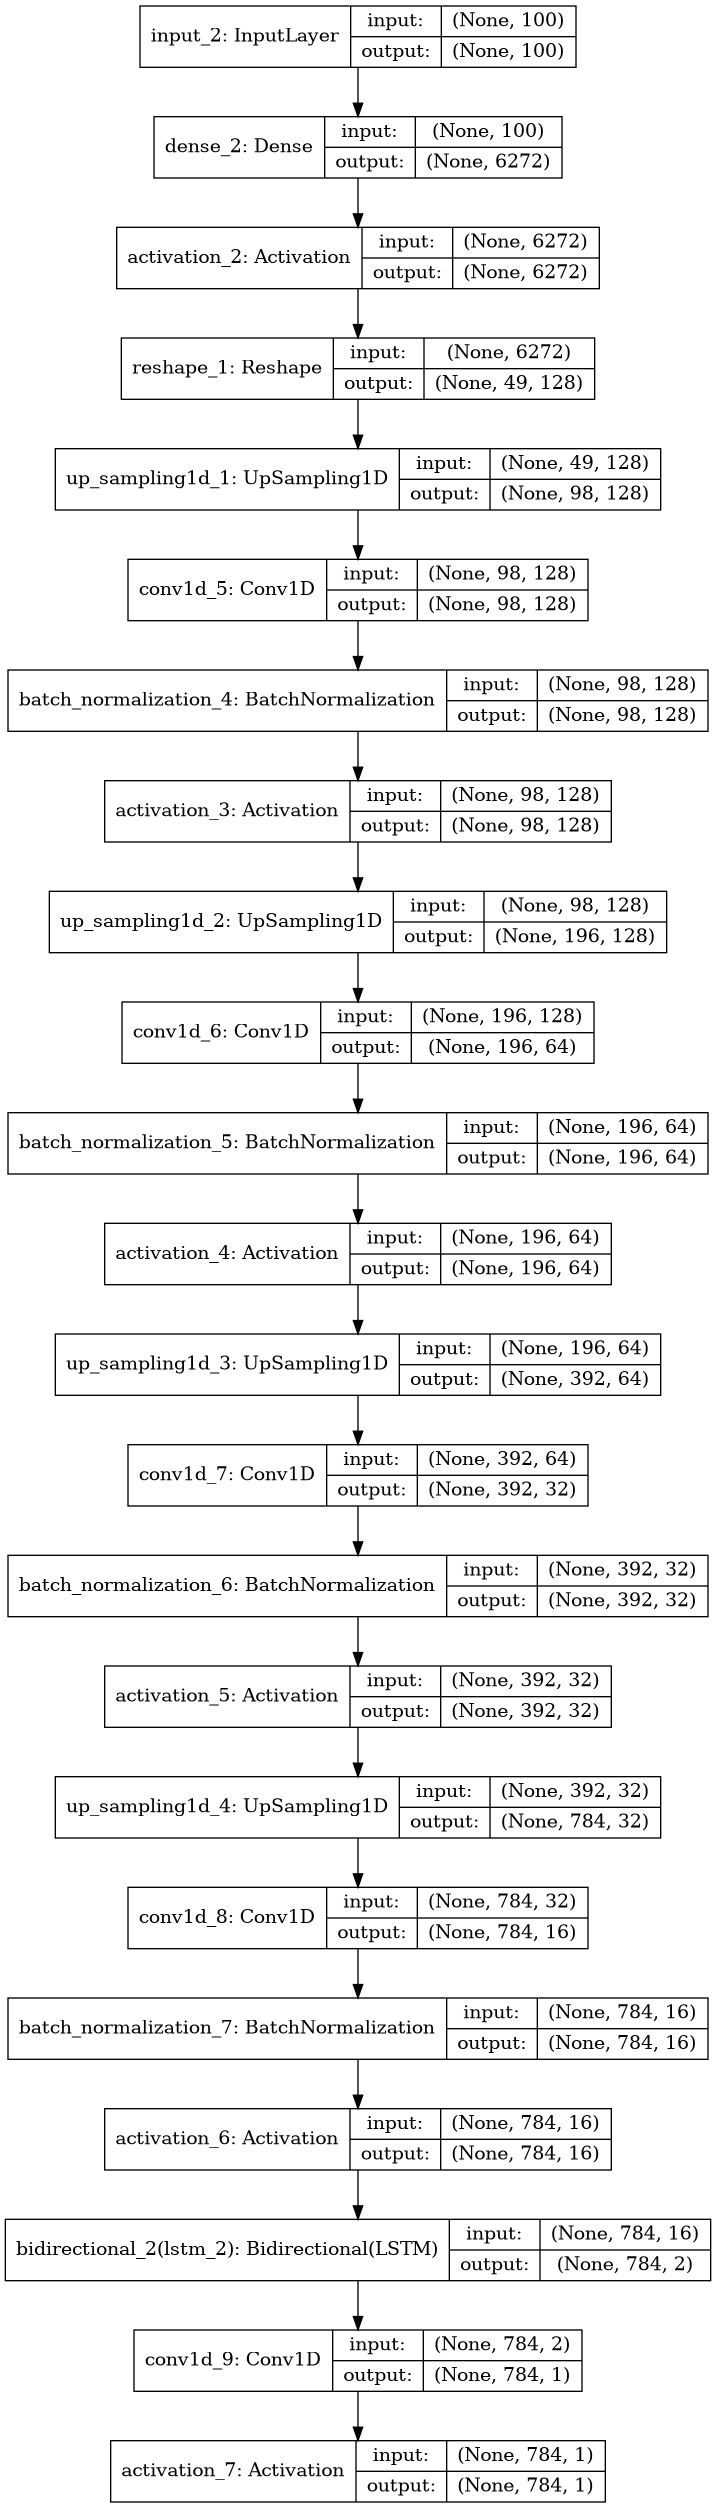 input_2: InputLayer
input: (None, 100)
output: (None, 100)
dense_2: Dense
input: (None, 100)
output: (None, 6272)
activation_2: Activation
input: (None, 6272)
output: (None, 6272)
reshape_1: Reshape
input: (None, 6272)
output: (None, 49, 128)
up_sampling1d_1: UpSampling1D
input: (None, 49, 128)
output: (None, 98, 128)
conv1d_5: Conv1D
input: (None, 98, 128)
output: (None, 98, 128)
batch_normalization_4: BatchNormalization
input: (None, 98, 128)
output: (None, 98, 128)
activation_3: Activation
input: (None, 98, 128)
output: (None, 98, 128)
up_sampling1d_2: UpSampling1D
input: (None, 98, 128)
output: (None, 196, 128)
conv1d_6: Conv1D
input: (None, 196, 128)
output: (None, 196, 64)
batch_normalization_5: BatchNormalization
input: (None, 196, 64)
output: (None, 196, 64)
activation_4: Activation
input: (None, 196, 64)
output: (None, 196, 64)
up_sampling1d_3: UpSampling1D
input: (None, 196, 64)
output: (None, 392, 64)
conv1d_7: Conv1D
input: (None, 392, 64)
output: (None, 392, 32)
batch_normalization_6: BatchNormalization
input: (None, 392, 32)
output: (None, 392, 32)
activation_5: Activation
input: (None, 392, 32)
output: (None, 392, 32)
up_sampling1d_4: UpSampling1D
input: (None, 392, 32)
output: (None, 784, 32)
conv1d_8: Conv1D
input: (None, 784, 32)
output: (None, 784, 16)
batch_normalization_7: BatchNormalization
input: (None, 784, 16)
output: (None, 784, 16)
activation_6: Activation
input: (None, 784, 16)
output: (None, 784, 16)
bidirectional_2(lstm_2): Bidirectional(LSTM)
input: (None, 784, 16)
output: (None, 784, 2)
conv1d_9: Conv1D
input: (None, 784, 2)
output: (None, 784, 1)
activation_7: Activation
input: (None, 784, 1)
output: (None, 784, 1)